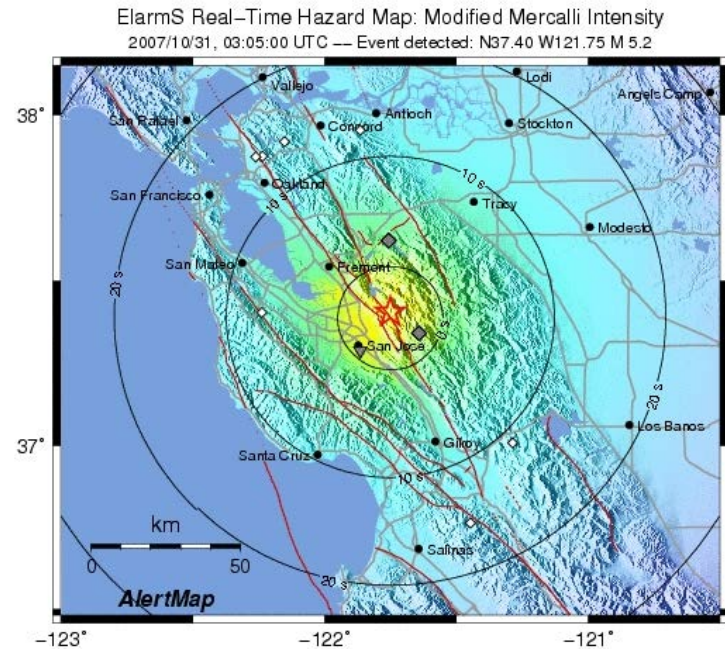 ElarmS Real-Time Hazard Map: Modified Mercalli Intensity
2007/10/31, 03:05:00 UTC -- Event detected: N37.40 W121.75 M 5.2
Vallejo
Lodi
Angels Camp
38°
San Rafael
Concord
Antioch
Stockton
10 s
San Francisco
Oakland
10 s
Tracy
Modesto
San Mateo
Fremont
20 s
0 s
San Jose
20 s
37°
Santa Cruz
Gilroy
Los Banos
10 s
km
0
50
Salinas
20 s
AlertMap
-123°
-122°
-121°